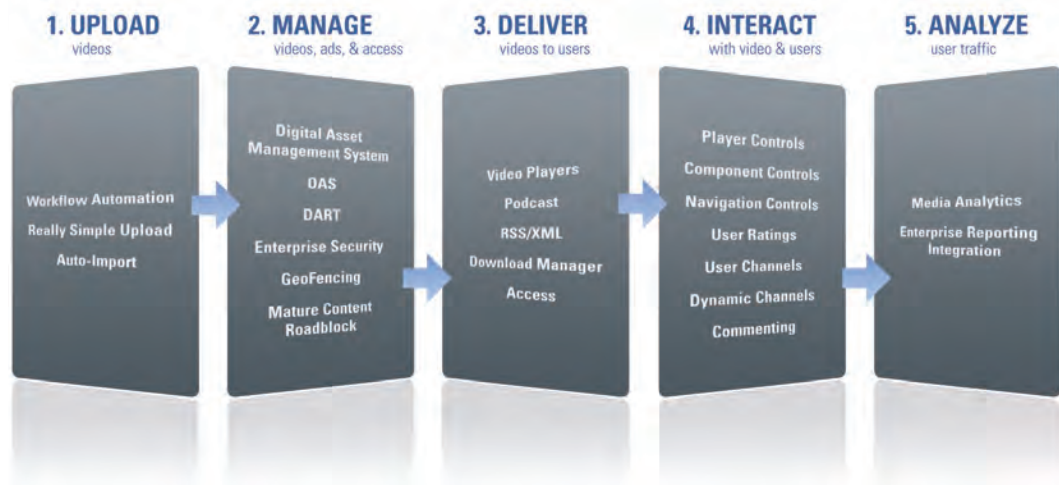 1. UPLOAD
videos
Workflow Automation
Really Simple Upload
Auto-Import
2. MANAGE
videos, ads, & access
Digital Asset
Management System
OAS
DART
Enterprise Security
GeoFencing
Mature Content
Roadblock
3. DELIVER
videos to users
Video Players
Podcast
RSS/XML
Download Manager
Access
4. INTERACT
with video & users
Player Controls
Component Controls
Navigation Controls
User Ratings
User Channels
Dynamic Channels
Commenting
5. ANALYZE
user traffic
Media Analytics
Enterprise Reporting
Integration